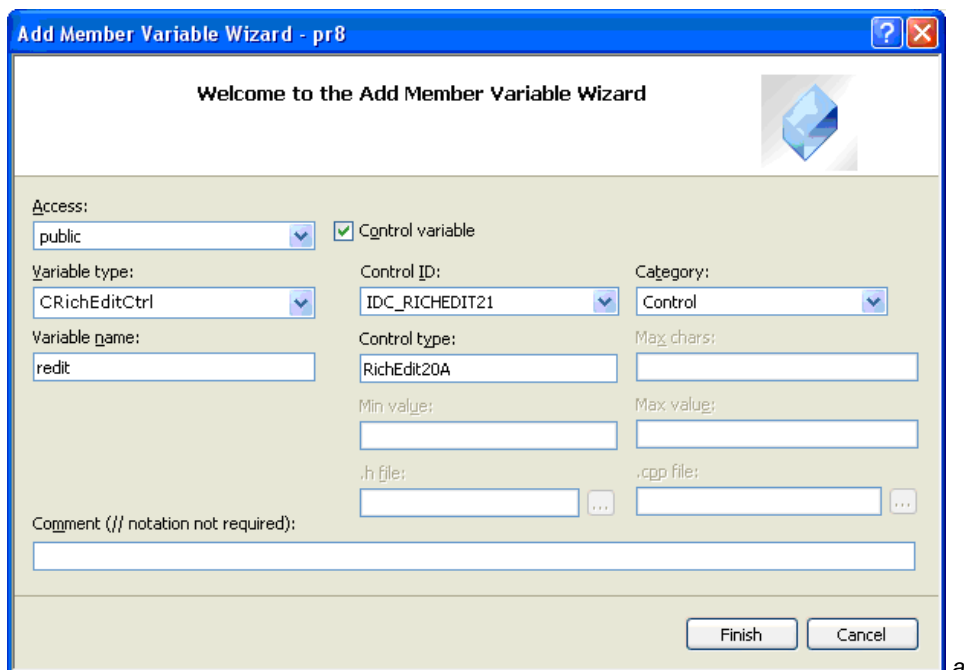 Add Member Variable Wizard - pr8
Welcome to the Add Member Variable Wizard
Access:
public
Control variable
Variable type:
Control ID:
Category:
CRichEditCtrl
IDC_RICHEDIT21
Control
Variable name:
Control type:
Max chars:
redit
RichEdit20A
Min value:
Max value:
.h file:
.cpp file:
...
...
Comment (// notation not required):
Finish
Cancel
a